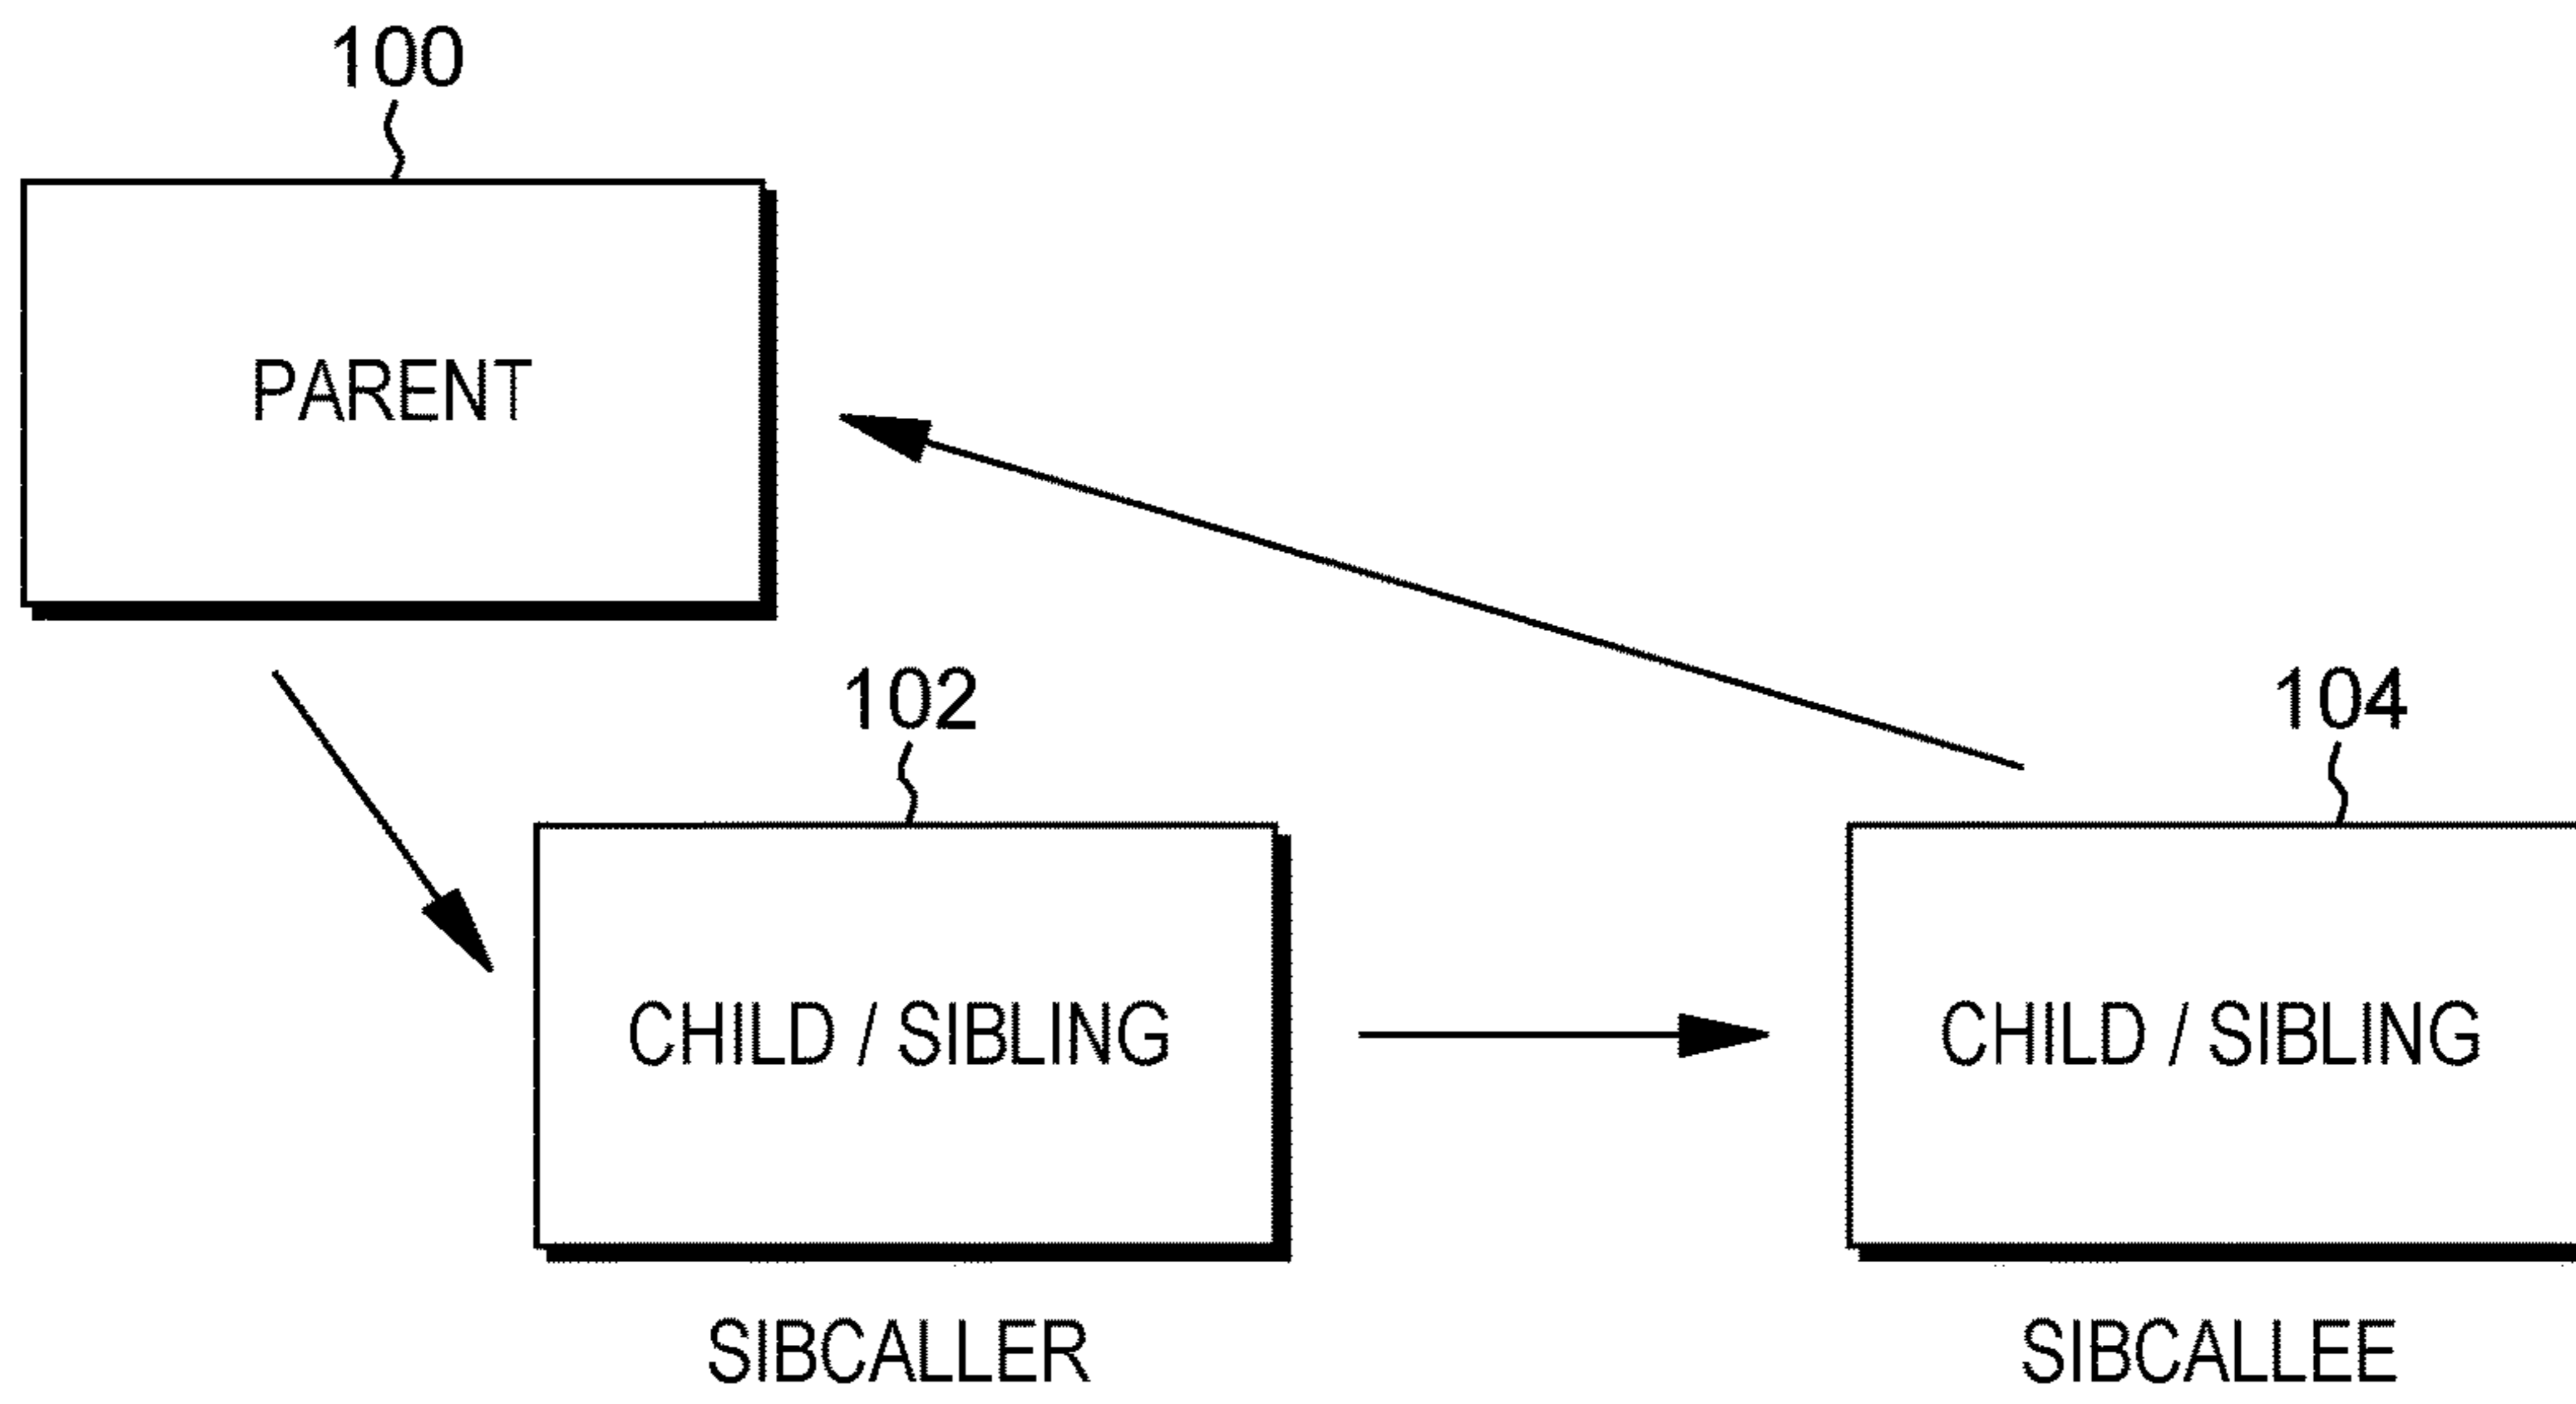 100
PARENT
102
104
CHILD / SIBLING
CHILD / SIBLING
SIBCALLER
SIBCALLEE